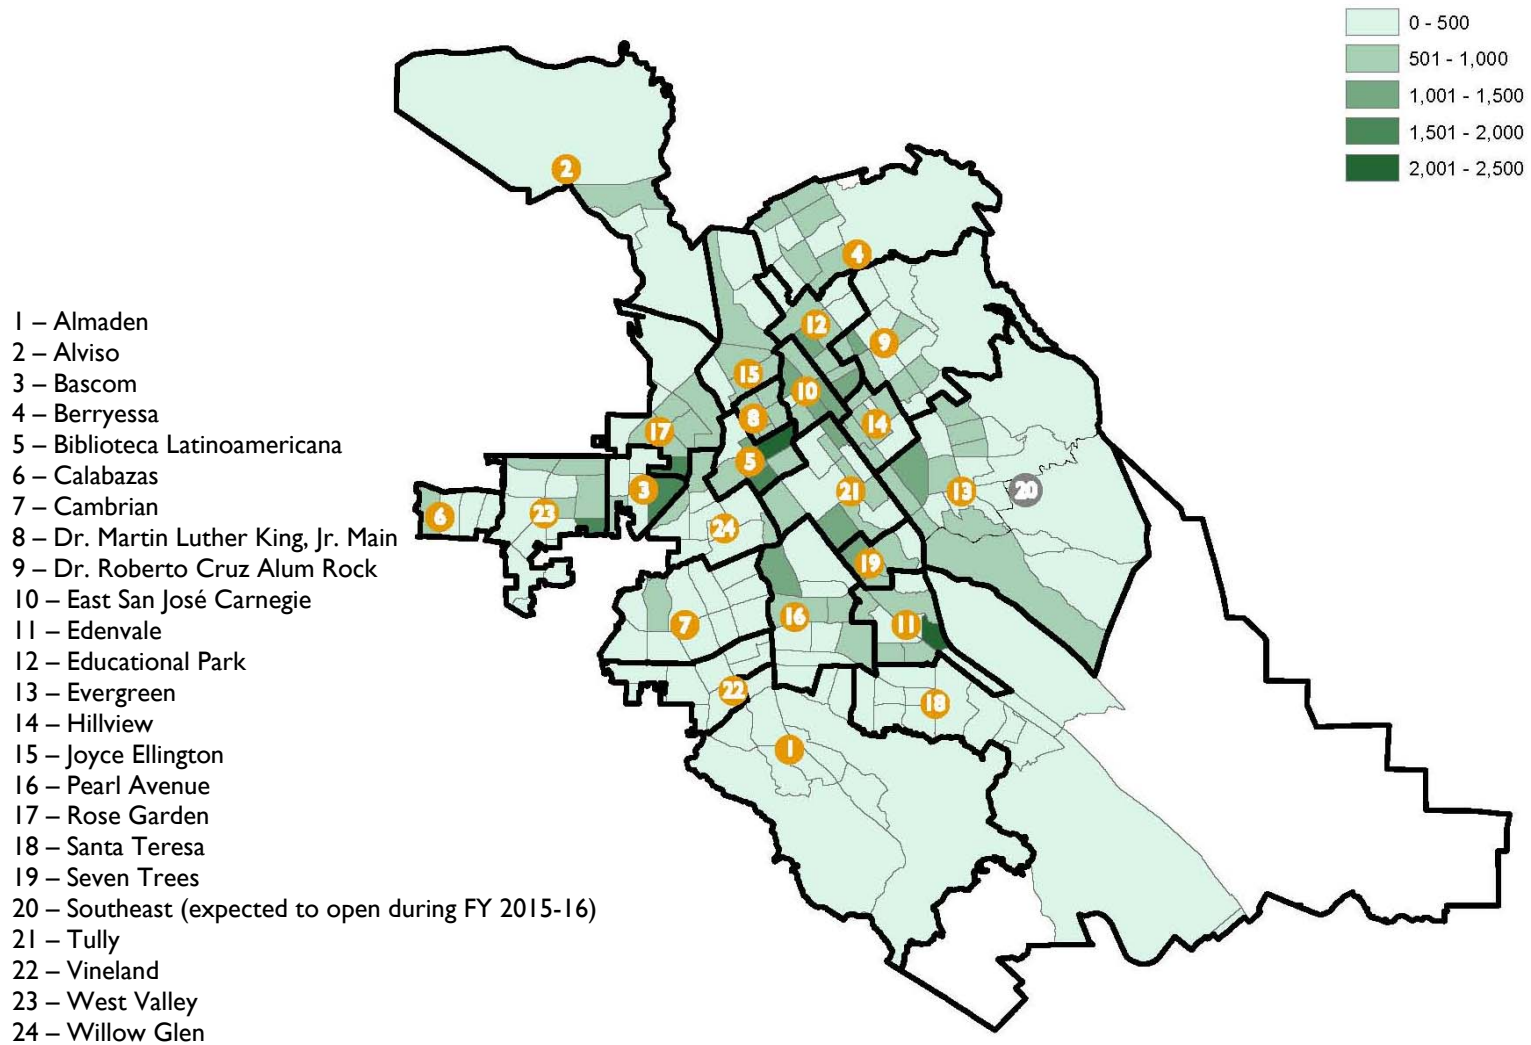 0 - 500
501 - 1,000
1,001 - 1,500
1,501 - 2,000
2,001 - 2,500
1 – Almaden
2 – Alviso
3 – Bascom
4 – Berryessa
5 – Biblioteca Latinoamericana
6 – Calabazas
7 – Cambrian
8 – Dr. Martin Luther King, Jr. Main
9 – Dr. Roberto Cruz Alum Rock
10 – East San José Carnegie
11 – Edenvale
12 – Educational Park
13 – Evergreen
14 – Hillview
15 – Joyce Ellington
16 – Pearl Avenue
17 – Rose Garden
18 – Santa Teresa
19 – Seven Trees
20 – Southeast (expected to open during FY 2015-16)
21 – Tully
22 – Vineland
23 – West Valley
24 – Willow Glen
2
4
12
9
15
10
8
14
17
5
3
21
13
20
6
23
24
19
16
7
11
22
18
1